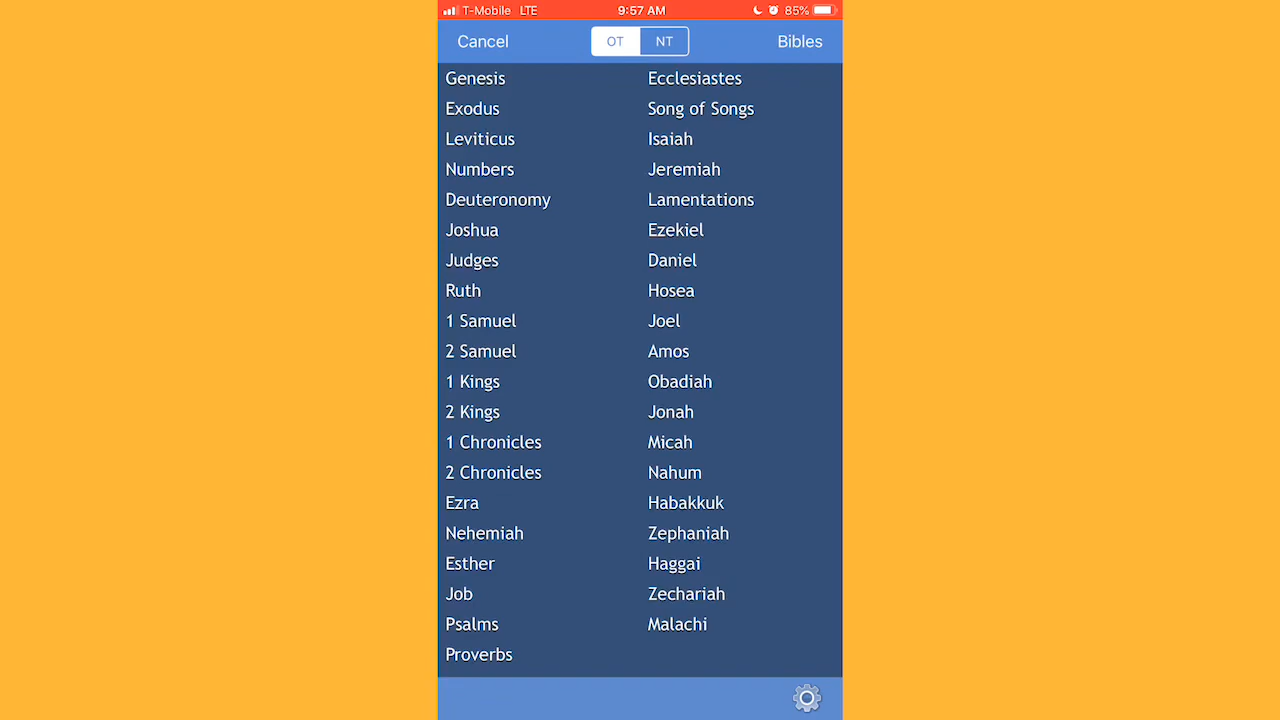 T-Mobile LTE 9:57 AM 85%
Cancel OT NT Bibles
Genesis
Exodus
Leviticus
Numbers
Deuteronomy
Joshua
Judges
Ruth
1 Samuel
2 Samuel
1 Kings
2 Kings
1 Chronicles
2 Chronicles
Ezra
Nehemiah
Esther
Job
Psalms
Proverbs
Ecclesiastes
Song of Songs
Isaiah
Jeremiah
Lamentations
Ezekiel
Daniel
Hosea
Joel
Amos
Obadiah
Jonah
Micah
Nahum
Habakkuk
Zephaniah
Haggai
Zechariah
Malachi